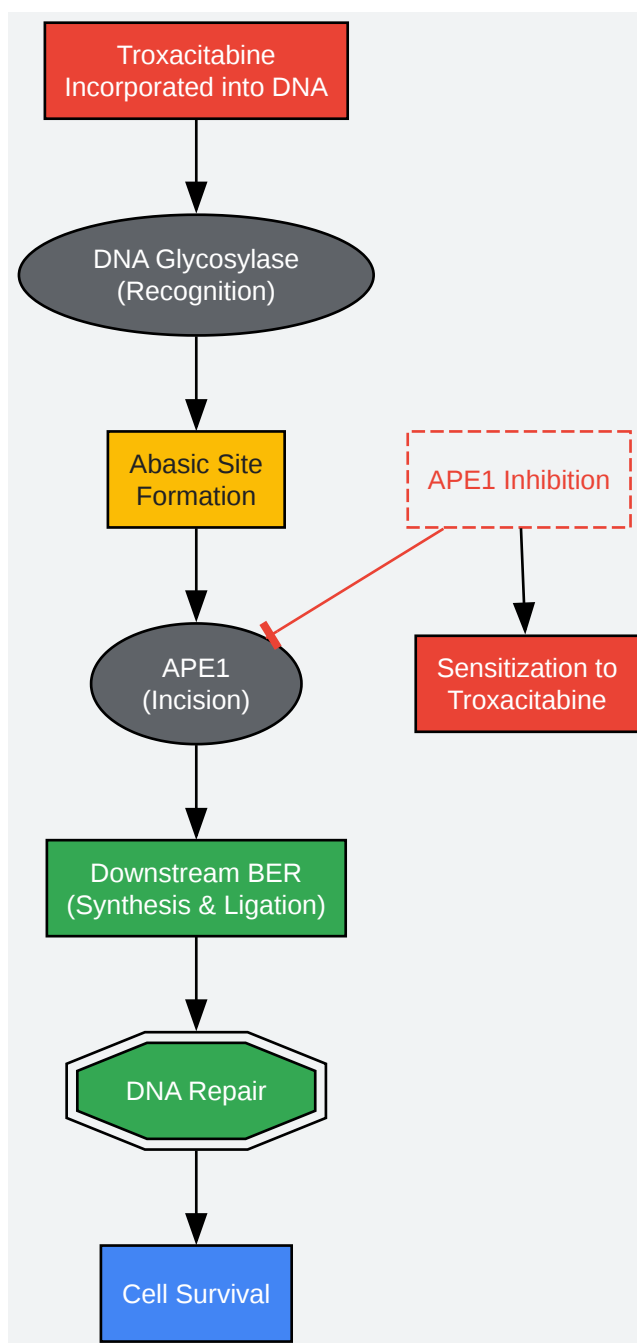 Troxacitabine
Incorporated into DNA
DNA Glycosylase
(Recognition)
Abasic Site
Formation
APE1 Inhibition
APE1
(Incision)
Sensitization to
Troxacitabine
Downstream BER
(Synthesis & Ligation)
DNA Repair
Cell Survival